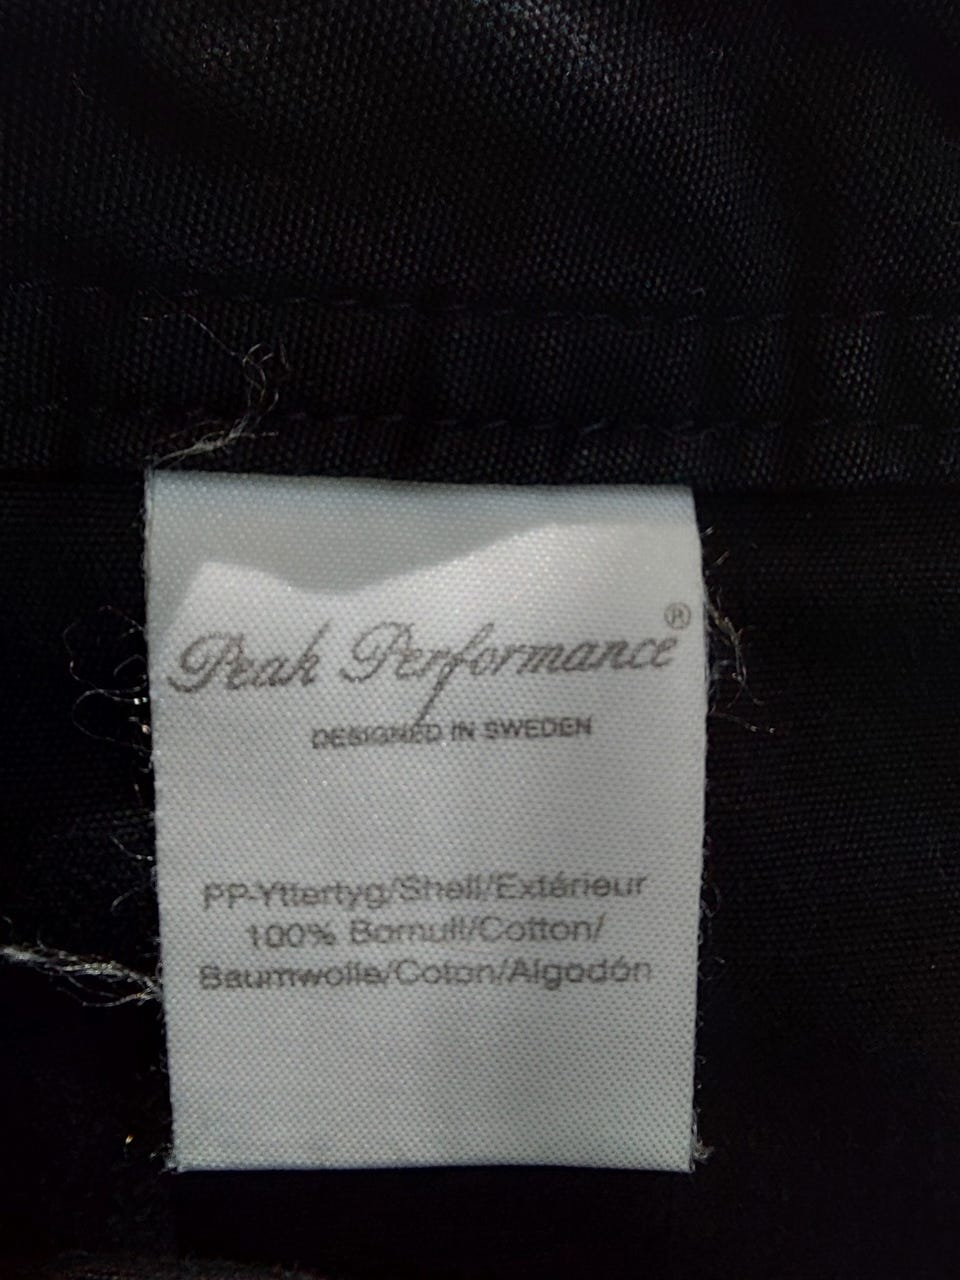 Peak Performance®
DESIGNED IN SWEDEN
PP-Yttertyg/Shell/Extérieur
100% Bomull/Cotton/
Baumwolle/Coton/Algodón